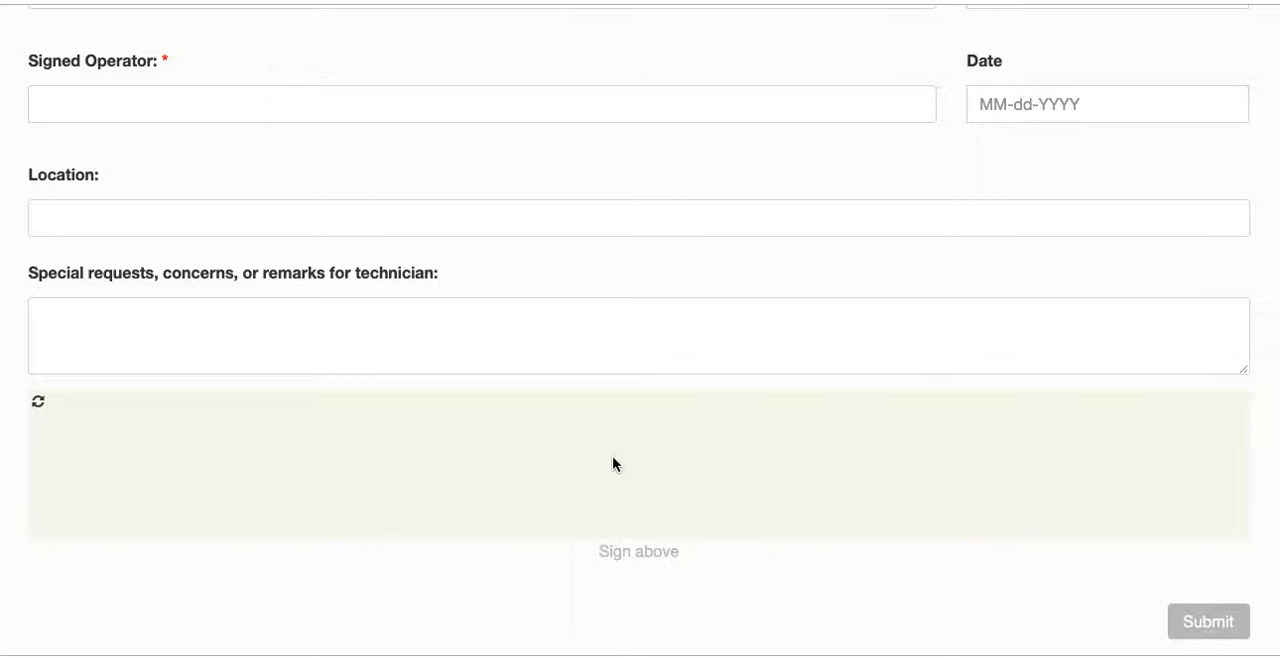 Signed Operator: *
Date
MM-dd-YYYY
Location:
Special requests, concerns, or remarks for technician:
Sign above
Submit